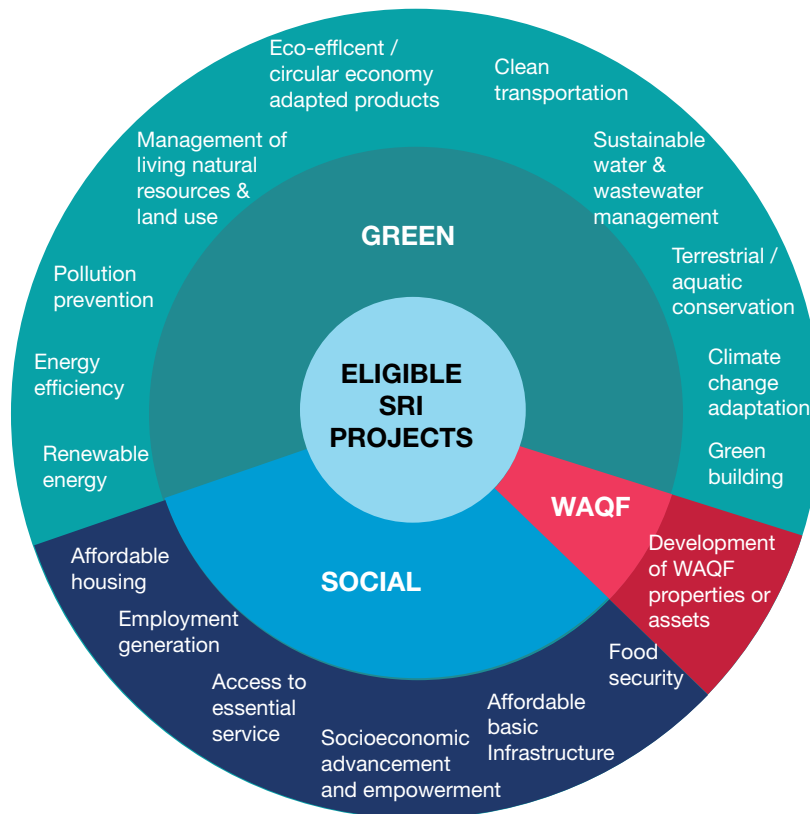 Eco-efficent /
circular economy
adapted products
Clean
transportation
Management of
living natural
resources &
land use
Sustainable
water &
wastewater
management
GREEN
Pollution
prevention
Terrestrial /
aquatic
conservation
Energy
efficiency
ELIGIBLE
SRI
PROJECTS
Climate
change
adaptation
Renewable
energy
Green
building
WAQF
Development
of WAQF
properties or
assets
SOCIAL
Affordable
housing
Employment
generation
Access to
essential
service
Socioeconomic
advancement
and empowerment
Affordable
basic
Infrastructure
Food
security